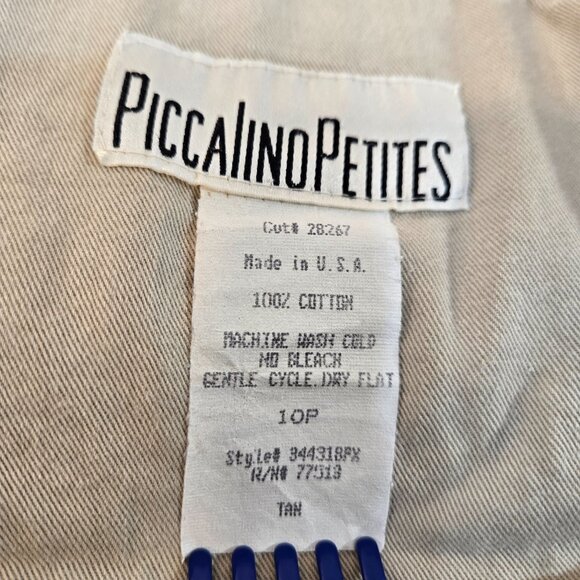 PICCALINOPETITES
Cut# 28267
Made in U.S.A.
100% COTTON
MACHINE WASH COLD
NO BLEACH
GENTLE CYCLE.DRY FLAT
10P
Style# 344318PX
R/N# 77513
TAN